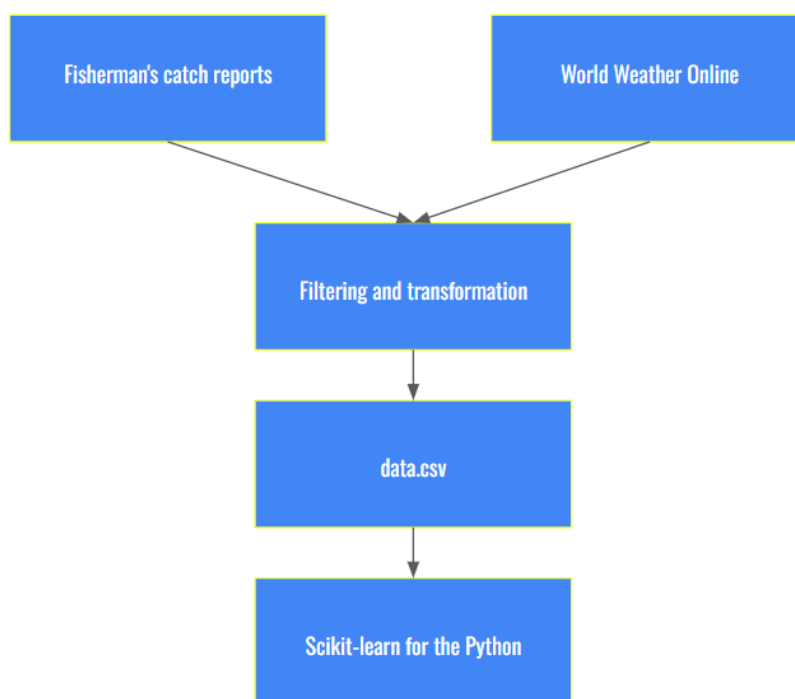 Fisherman's catch reports
World Weather Online
Filtering and transformation
data.csv
Scikit-learn for the Python